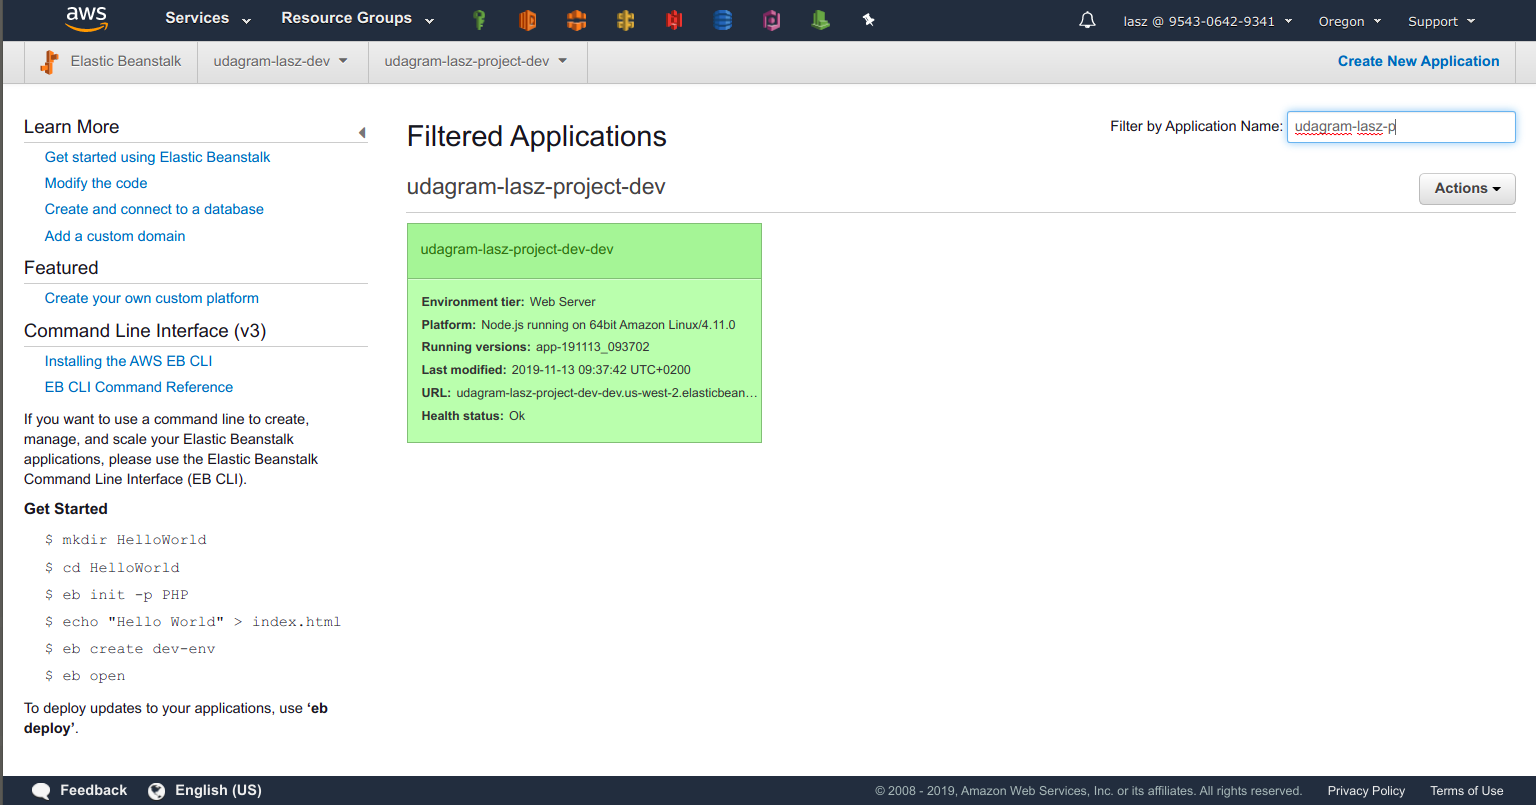 aws Services Resource Groups lasz @ 9543-0642-9341 Oregon Support
Elastic Beanstalk udagram-lasz-dev udagram-lasz-project-dev Create New Application
Learn More
Get started using Elastic Beanstalk
Modify the code
Create and connect to a database
Add a custom domain
Featured
Create your own custom platform
Command Line Interface (v3)
Installing the AWS EB CLI
EB CLI Command Reference
If you want to use a command line to create,
manage, and scale your Elastic Beanstalk
applications, please use the Elastic Beanstalk
Command Line Interface (EB CLI).
Get Started
$ mkdir HelloWorld
$ cd HelloWorld
$ eb init -p PHP
$ echo "Hello World" > index.html
$ eb create dev-env
$ eb open
To deploy updates to your applications, use ‘eb
deploy’.
Filtered Applications
Filter by Application Name: udagram-lasz-p
udagram-lasz-project-dev
Actions
udagram-lasz-project-dev-dev
Environment tier: Web Server
Platform: Node.js running on 64bit Amazon Linux/4.11.0
Running versions: app-191113_093702
Last modified: 2019-11-13 09:37:42 UTC+0200
URL: udagram-lasz-project-dev-dev.us-west-2.elasticbean…
Health status: Ok
Feedback English (US) © 2008 - 2019, Amazon Web Services, Inc. or its affiliates. All rights reserved. Privacy Policy Terms of Use